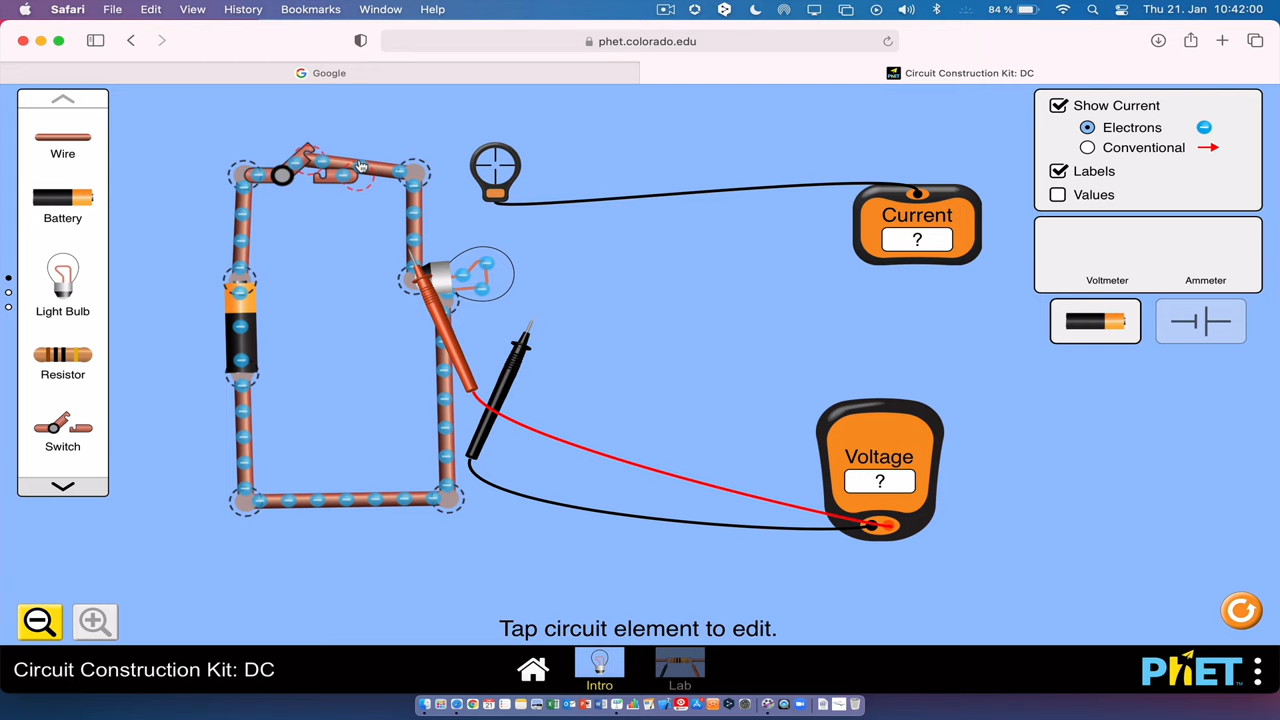 Safari File Edit View History Bookmarks Window Help 84 % Thu 21. Jan. 10:42:00
phet.colorado.edu
Google
Circuit Construction Kit: DC
Wire
Battery
Light Bulb
Resistor
Switch
Current
?
Voltage
?
Show Current
Electrons
Conventional
Labels
Values
Voltmeter Ammeter
Tap circuit element to edit.
Circuit Construction Kit: DC
Intro
Lab
PhET